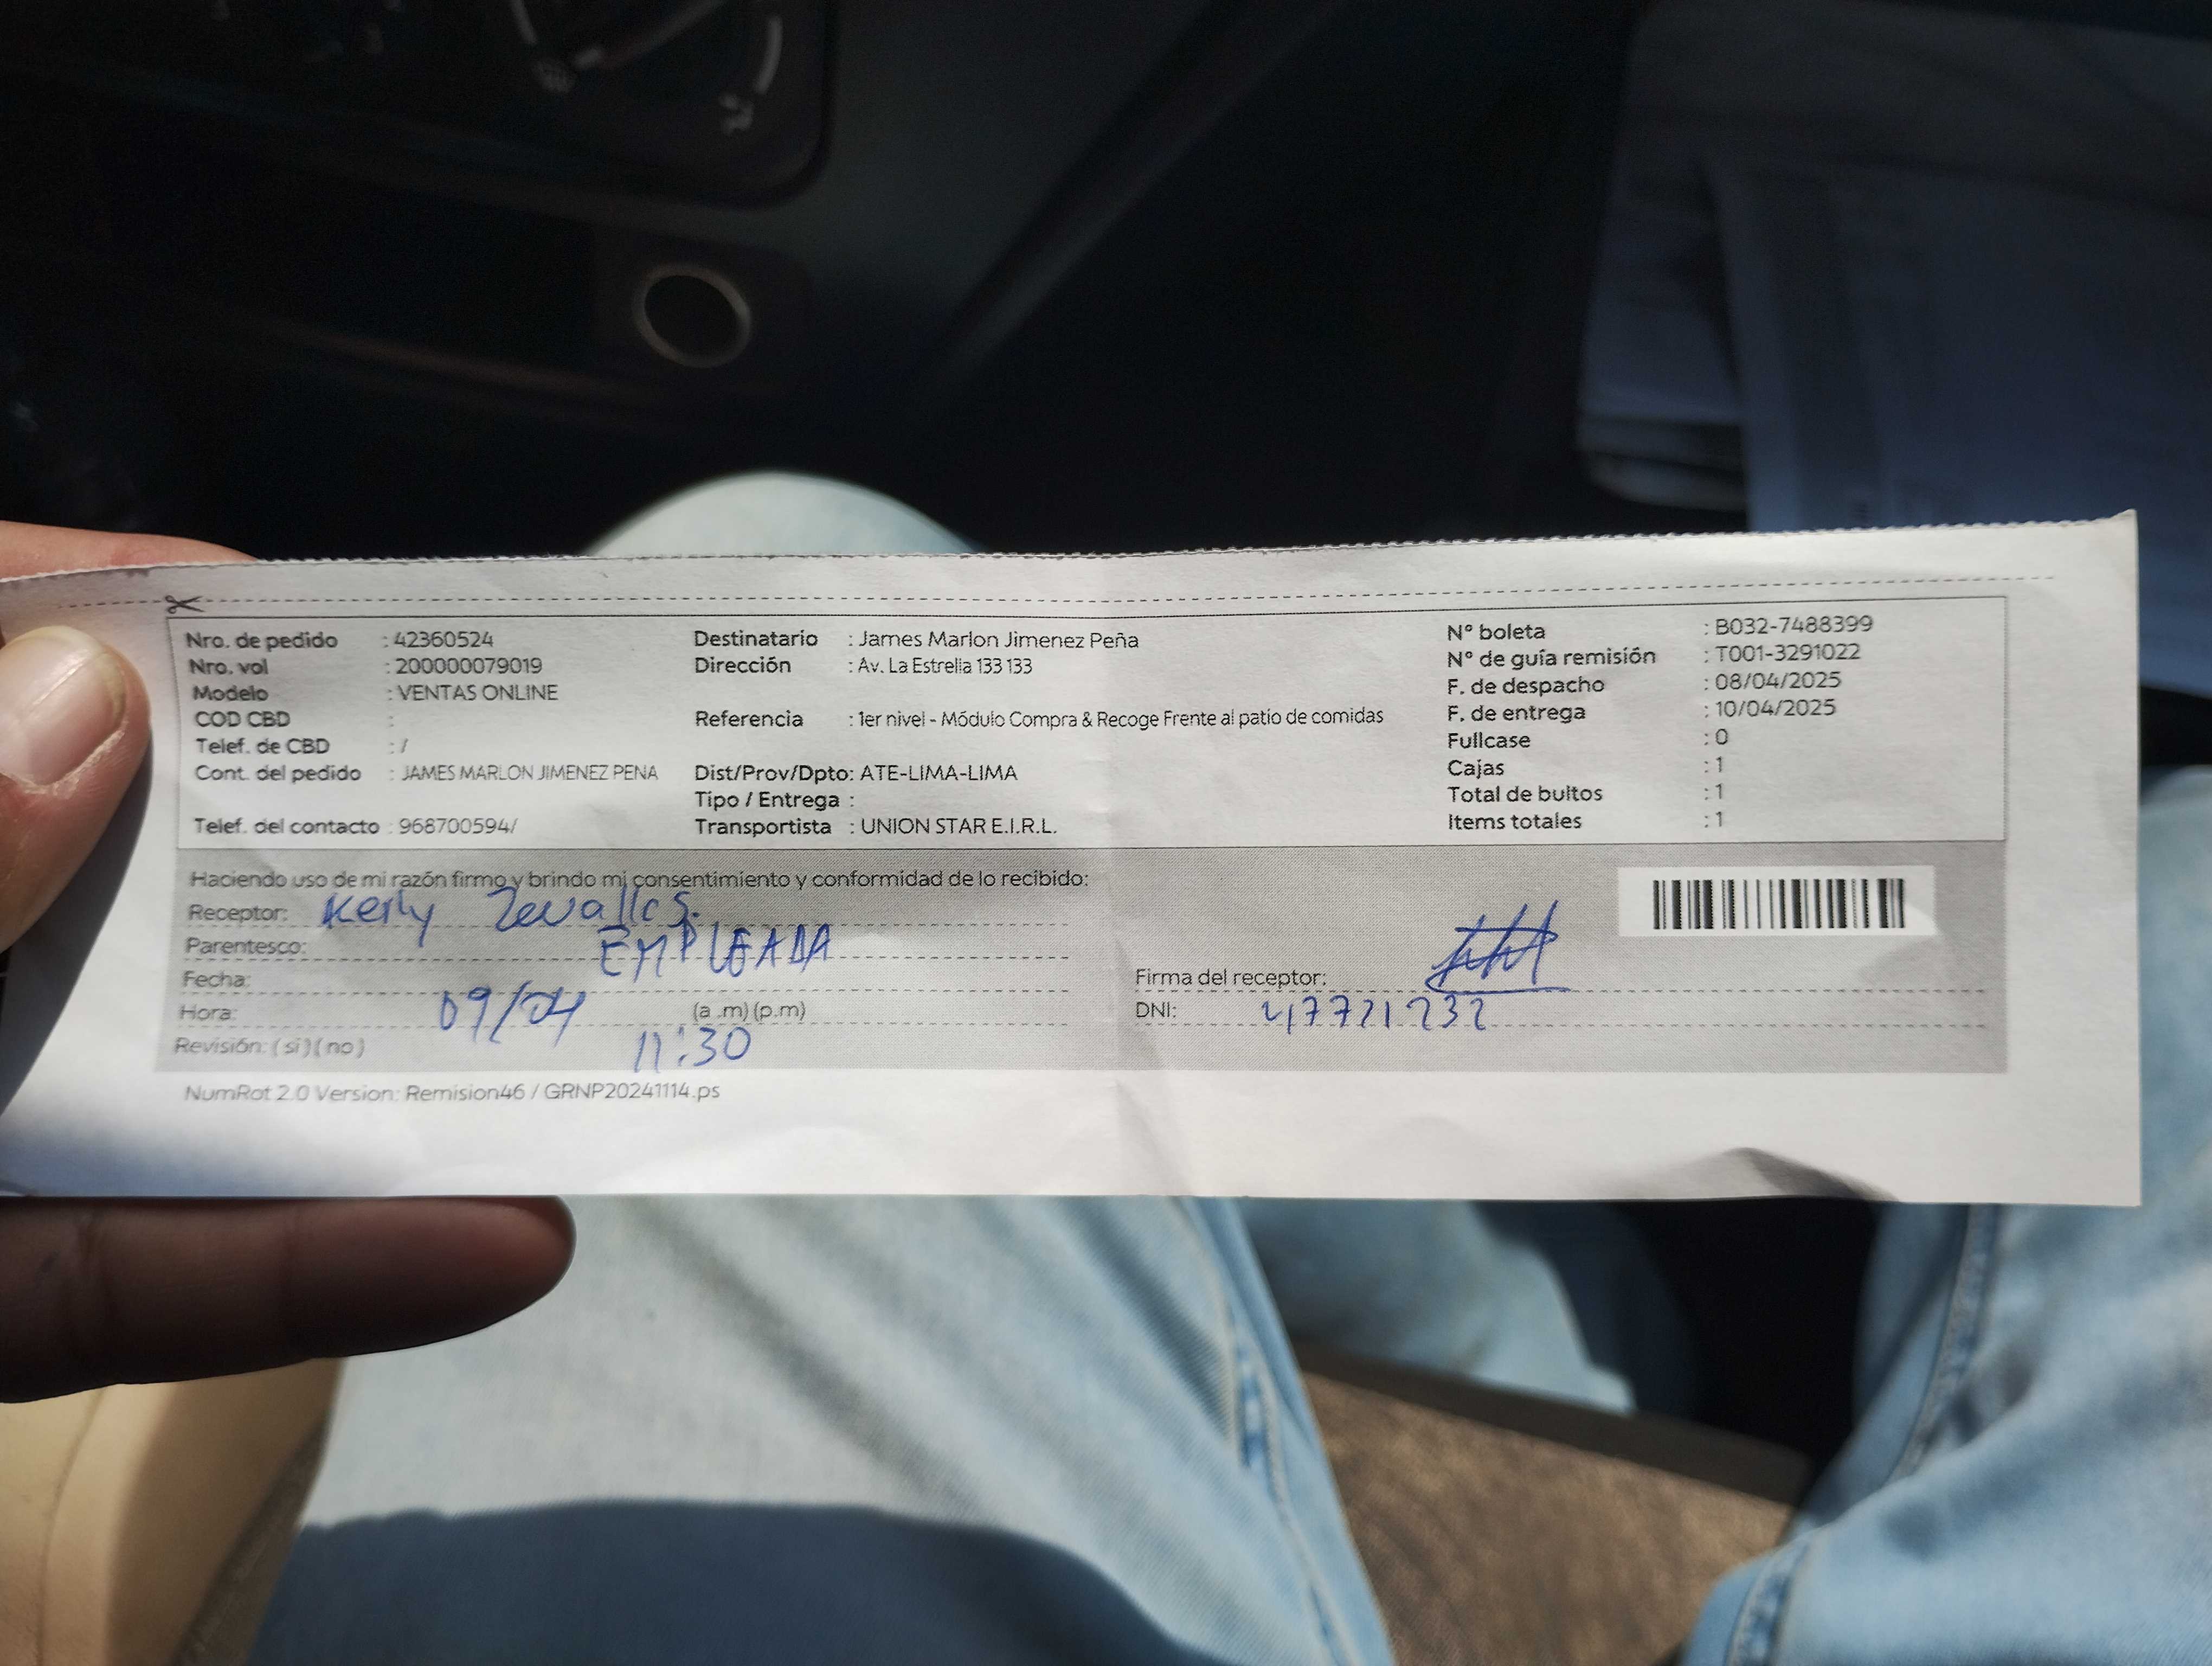 Nro. de pedido : 42360524
Nro. vol : 200000079019
Modelo : VENTAS ONLINE
COD CBD :
Telef. de CBD : /
Cont. del pedido : JAMES MARLON JIMENEZ PENA
Telef. del contacto : 968700594/
Destinatario : James Marlon Jimenez Peña
Dirección : Av. La Estrella 133 133
Referencia : 1er nivel - Módulo Compra & Recoge Frente al patio de comidas
Dist/Prov/Dpto: ATE-LIMA-LIMA
Tipo / Entrega :
Transportista : UNION STAR E.I.R.L.
N° boleta : B032-7488399
N° de guía remisión : T001-3291022
F. de despacho : 08/04/2025
F. de entrega : 10/04/2025
Fullcase : 0
Cajas : 1
Total de bultos : 1
Items totales : 1
Haciendo uso de mi razón firmo y brindo mi consentimiento y conformidad de lo recibido:
Receptor: Kerly Zevallos.
Parentesco: EMPLEADA
Fecha: 09/04
Hora: (a .m) (p.m) 11:30
Revisión: ( si ) ( no )
Firma del receptor:
DNI: 47721232
NumRot 2.0 Version: Remision46 / GRNP20241114.ps